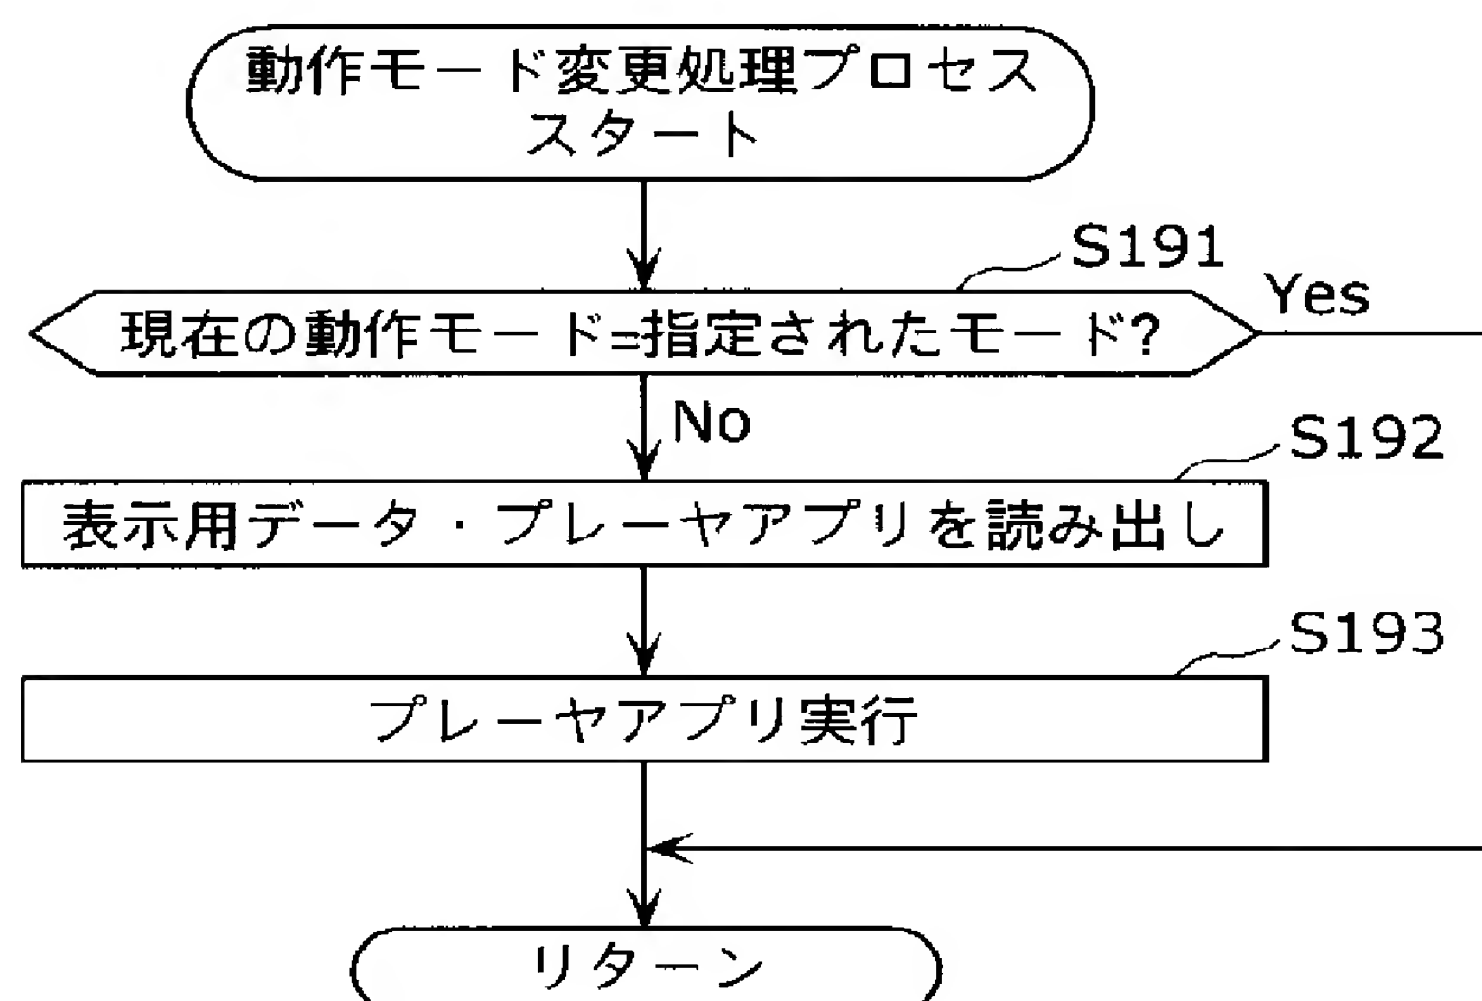 動作モード変更処理プロセス
スタート
S191
現在の動作モード=指定されたモード?
Yes
No
S192
表示用データ・プレーヤアプリを読み出し
S193
プレーヤアプリ実行
リターン